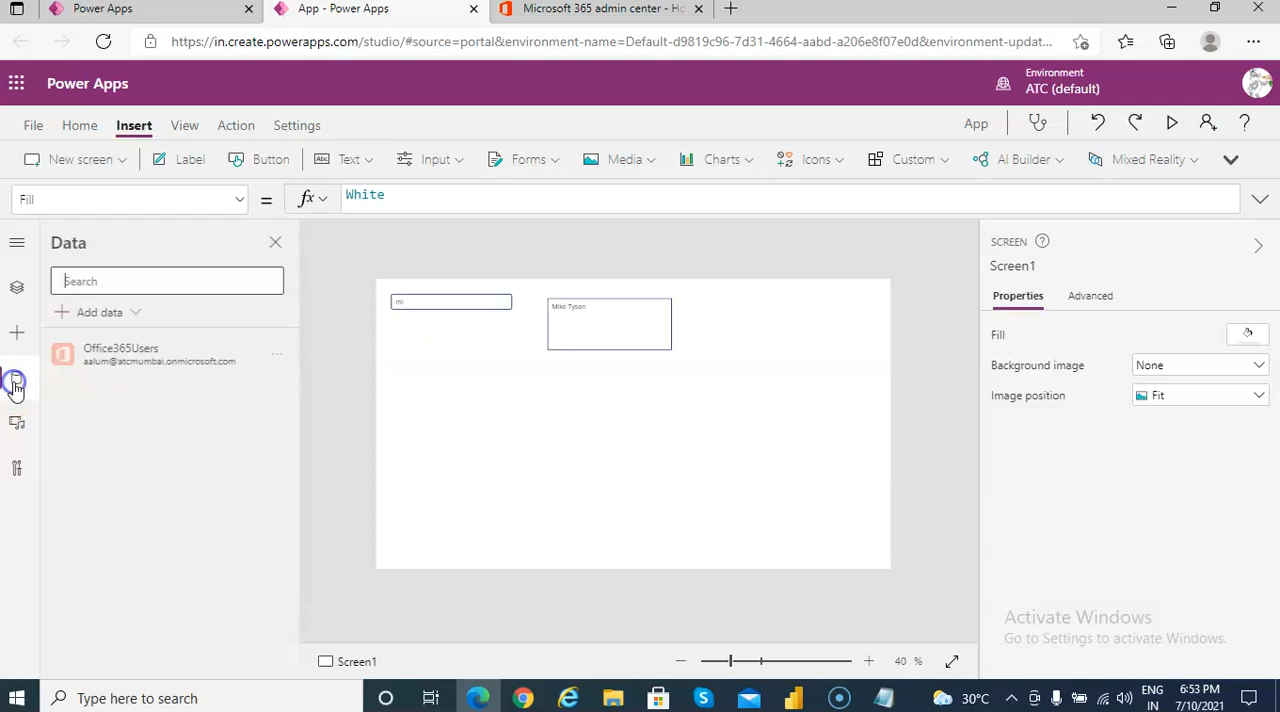 Power Apps
App - Power Apps
Microsoft 365 admin center - Ho
https://in.create.powerapps.com/studio/#source=portal&environment-name=Default-d9819c96-7d31-4664-aabd-a206e8f07e0d&environment-updat...
Power Apps
Environment
ATC (default)
File Home Insert View Action Settings App
New screen Label Button Text Input Forms Media Charts Icons Custom AI Builder Mixed Reality
Fill = fx White
Data
Search
Add data
Office365Users
aalum@atcmumbai.onmicrosoft.com
Mike Tyson
SCREEN
Screen1
Properties Advanced
Fill
Background image None
Image position Fit
Activate Windows
Go to Settings to activate Windows.
Screen1
40 %
Type here to search
30°C
ENG
IN
6:53 PM
7/10/2021